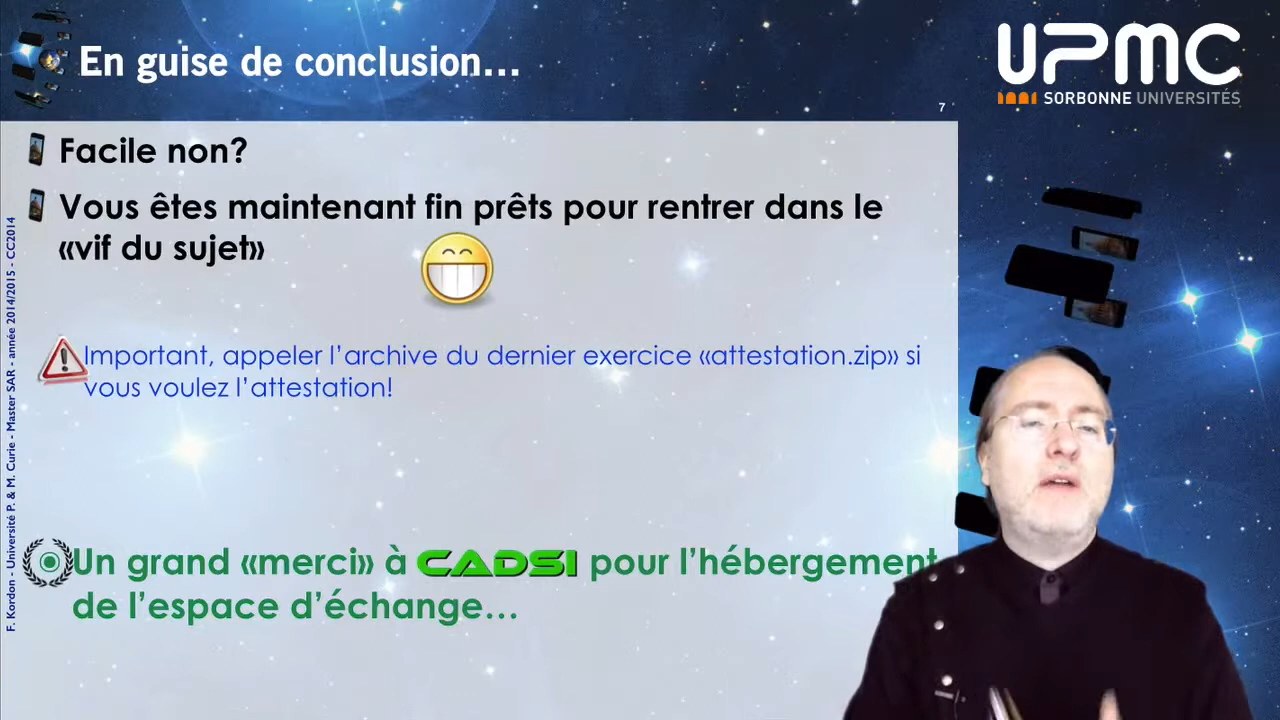 En guise de conclusion...
UPMC
SORBONNE UNIVERSITÉS
7
Facile non?
Vous êtes maintenant fin prêts pour rentrer dans le
«vif du sujet»
Important, appeler l'archive du dernier exercice «attestation.zip» si
vous voulez l'attestation!
Un grand «merci» à CADSI pour l'hébergement
de l'espace d'échange...
F. Kordon - Université P. & M. Curie - Master SAR - année 2014/2015 - CC2014